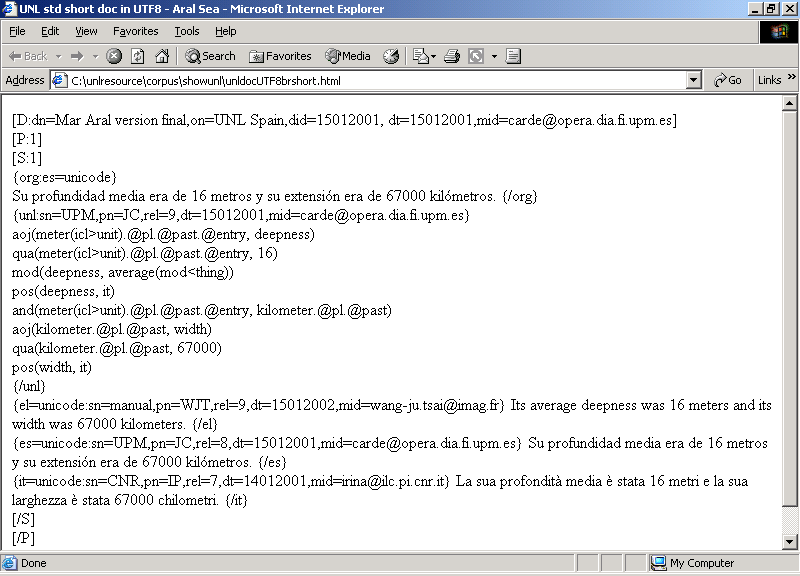 UNL std short doc in UTF8 - Aral Sea - Microsoft Internet Explorer
File Edit View Favorites Tools Help
Back Search Favorites Media
Address C:\unlresource\corpus\showunl\unldocUTF8brshort.html Go Links »
[D:dn=Mar Aral version final,on=UNL Spain,did=15012001, dt=15012001,mid=carde@opera.dia.fi.upm.es]
[P:1]
[S:1]
{org:es=unicode}
Su profundidad media era de 16 metros y su extensión era de 67000 kilómetros. {/org}
{unl:sn=UPM,pn=JC,rel=9,dt=15012001,mid=carde@opera.dia.fi.upm.es}
aoj(meter(icl>unit).@pl.@past.@entry, deepness)
qua(meter(icl>unit).@pl.@past.@entry, 16)
mod(deepness, average(mod<thing))
pos(deepness, it)
and(meter(icl>unit).@pl.@past.@entry, kilometer.@pl.@past)
aoj(kilometer.@pl.@past, width)
qua(kilometer.@pl.@past, 67000)
pos(width, it)
{/unl}
{el=unicode:sn=manual,pn=WJT,rel=9,dt=15012002,mid=wang-ju.tsai@imag.fr} Its average deepness was 16 meters and its
width was 67000 kilometers. {/el}
{es=unicode:sn=UPM,pn=JC,rel=8,dt=15012001,mid=carde@opera.dia.fi.upm.es} Su profundidad media era de 16 metros
y su extensión era de 67000 kilómetros. {/es}
{it=unicode:sn=CNR,pn=IP,rel=7,dt=14012001,mid=irina@ilc.pi.cnr.it} La sua profondità media è stata 16 metri e la sua
larghezza è stata 67000 chilometri. {/it}
[/S]
[/P]
Done My Computer